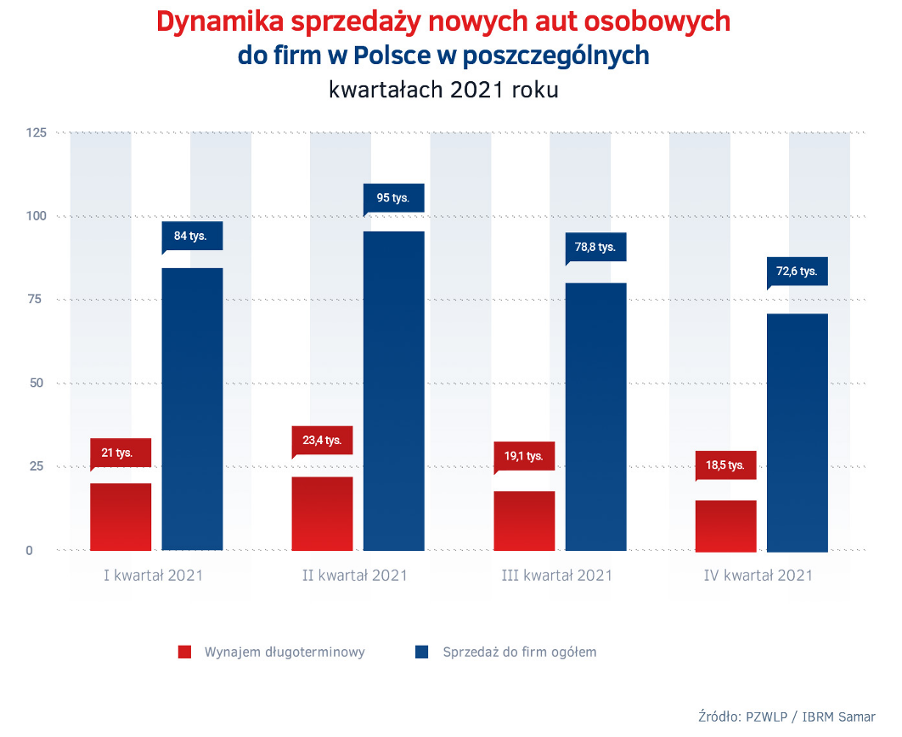 Dynamika sprzedaży nowych aut osobowych
do firm w Polsce w poszczególnych
kwartałach 2021 roku
125
100
75
50
25
0
21 tys.
84 tys.
23,4 tys.
95 tys.
19,1 tys.
78,8 tys.
18,5 tys.
72,6 tys.
I kwartał 2021
II kwartał 2021
III kwartał 2021
IV kwartał 2021
Wynajem długoterminowy
Sprzedaż do firm ogółem
Źródło: PZWLP / IBRM Samar